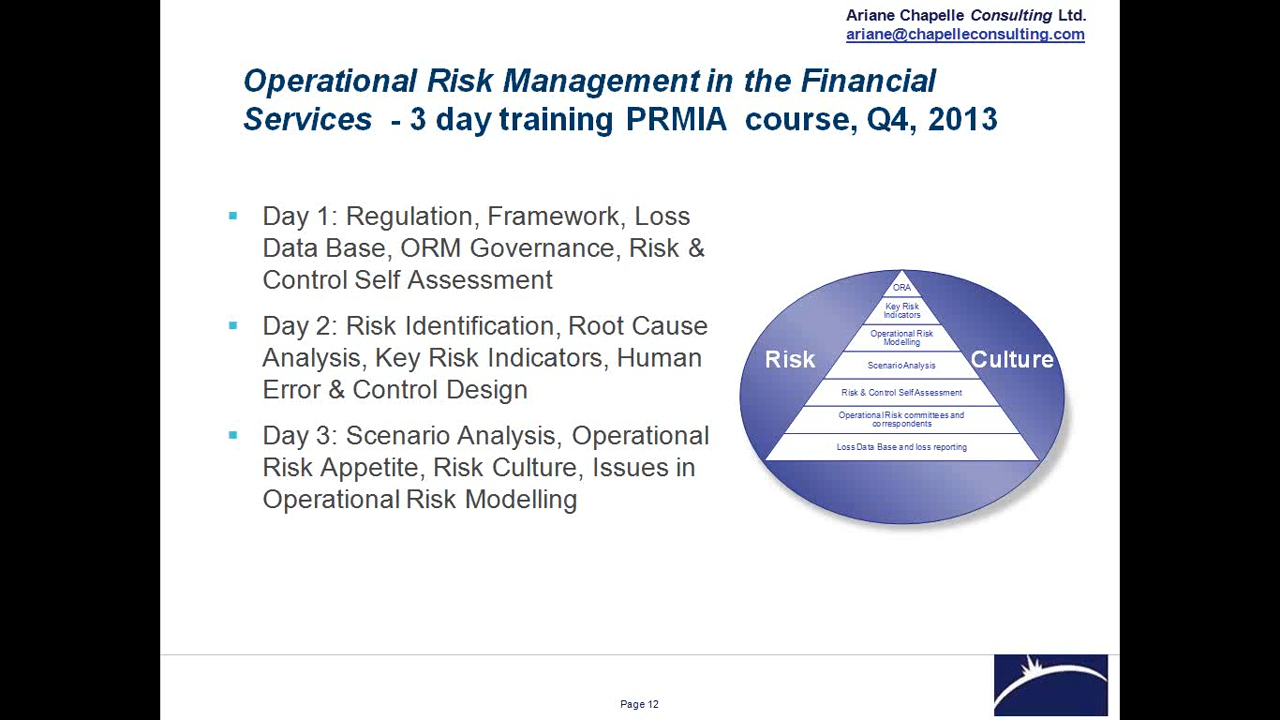 Ariane Chapelle Consulting Ltd.
ariane@chapelleconsulting.com
Operational Risk Management in the Financial
Services - 3 day training PRMIA course, Q4, 2013
Day 1: Regulation, Framework, Loss
Data Base, ORM Governance, Risk &
Control Self Assessment
Day 2: Risk Identification, Root Cause
Analysis, Key Risk Indicators, Human
Error & Control Design
Day 3: Scenario Analysis, Operational
Risk Appetite, Risk Culture, Issues in
Operational Risk Modelling
ORA
Key Risk
Indicators
Operational Risk
Modelling
Risk
Culture
Scenario Analysis
Risk & Control Self Assessment
Operational Risk committees and
correspondents
Loss Data Base and loss reporting
Page 12